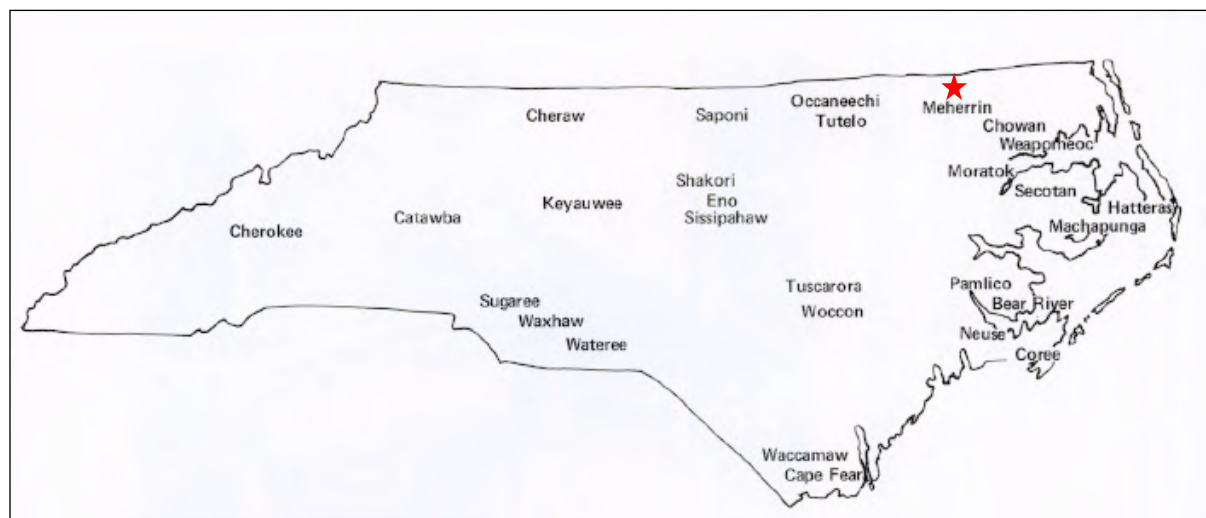 Cheraw
Saponi
Occaneechi
Tutelo
Meherrin
Chowan
Weapomeoc
Moratok
Secotan
Hatteras
Machapunga
Shakori
Eno
Sissipahaw
Keyauwee
Catawba
Cherokee
Sugaree
Waxhaw
Wateree
Tuscarora
Woccon
Pamlico
Bear River
Neuse
Coree
Waccamaw
Cape Fear